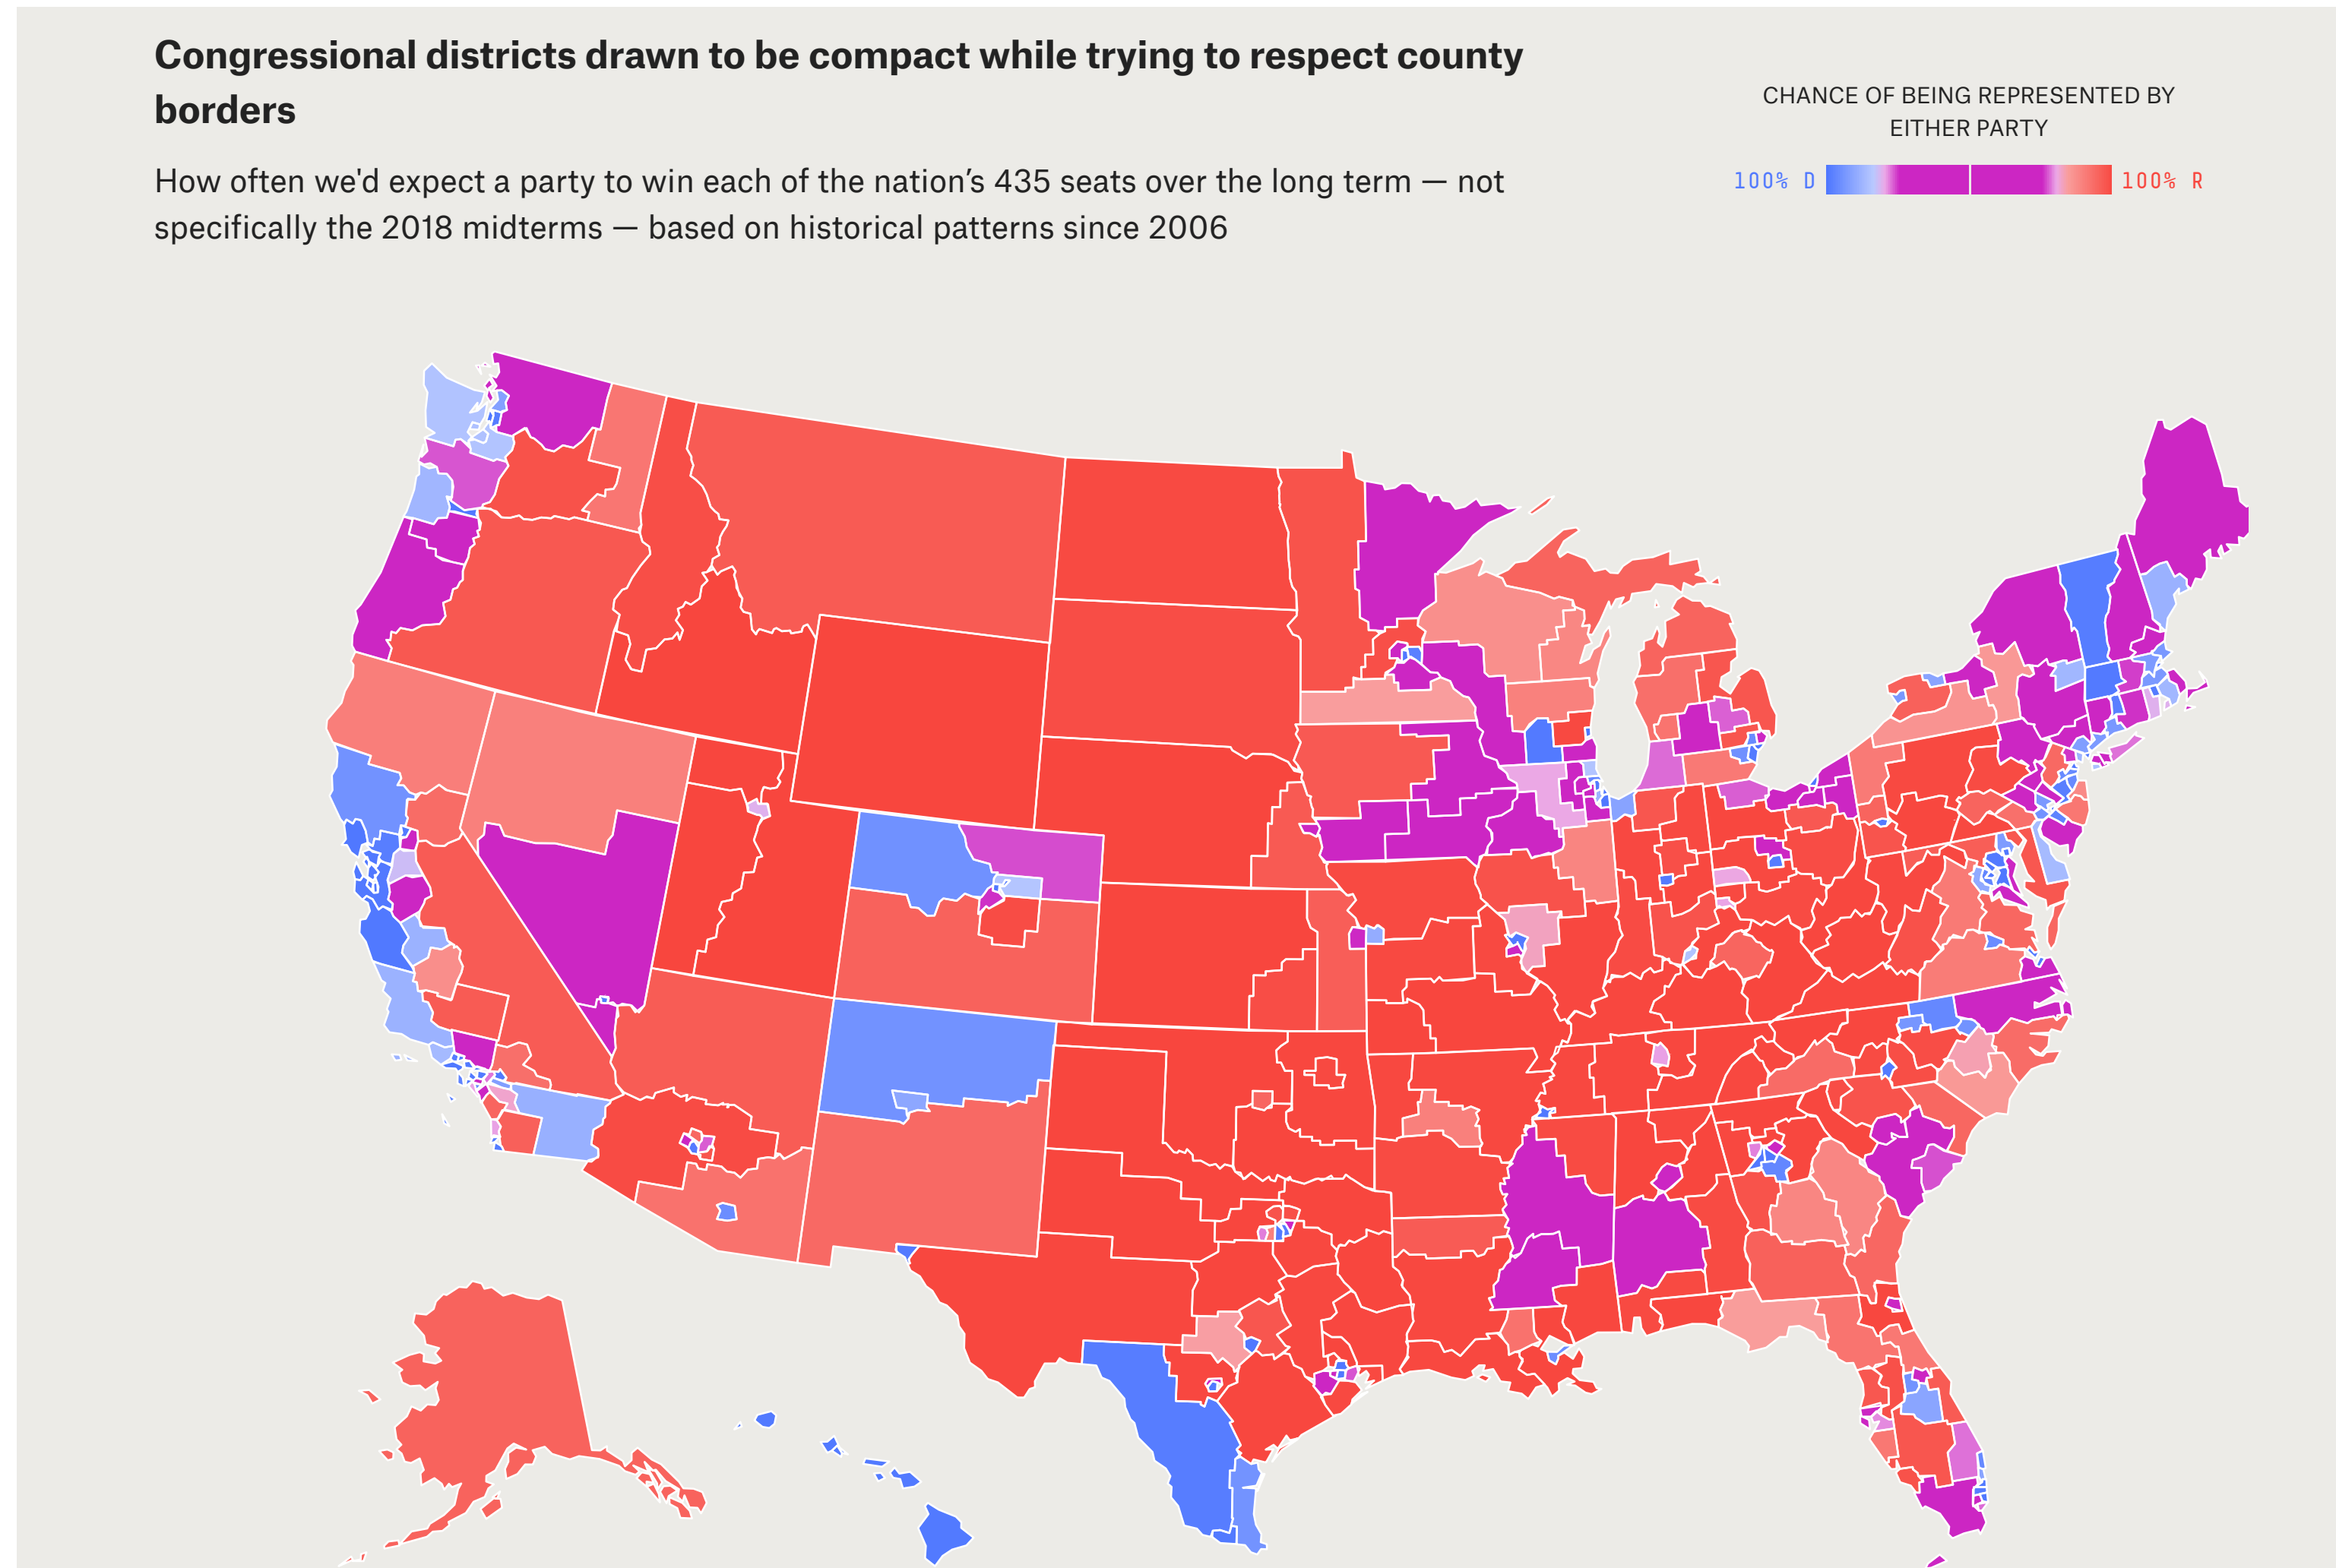 Congressional districts drawn to be compact while trying to respect county
borders
How often we'd expect a party to win each of the nation’s 435 seats over the long term — not
specifically the 2018 midterms — based on historical patterns since 2006
CHANCE OF BEING REPRESENTED BY
EITHER PARTY
100% D 100% R